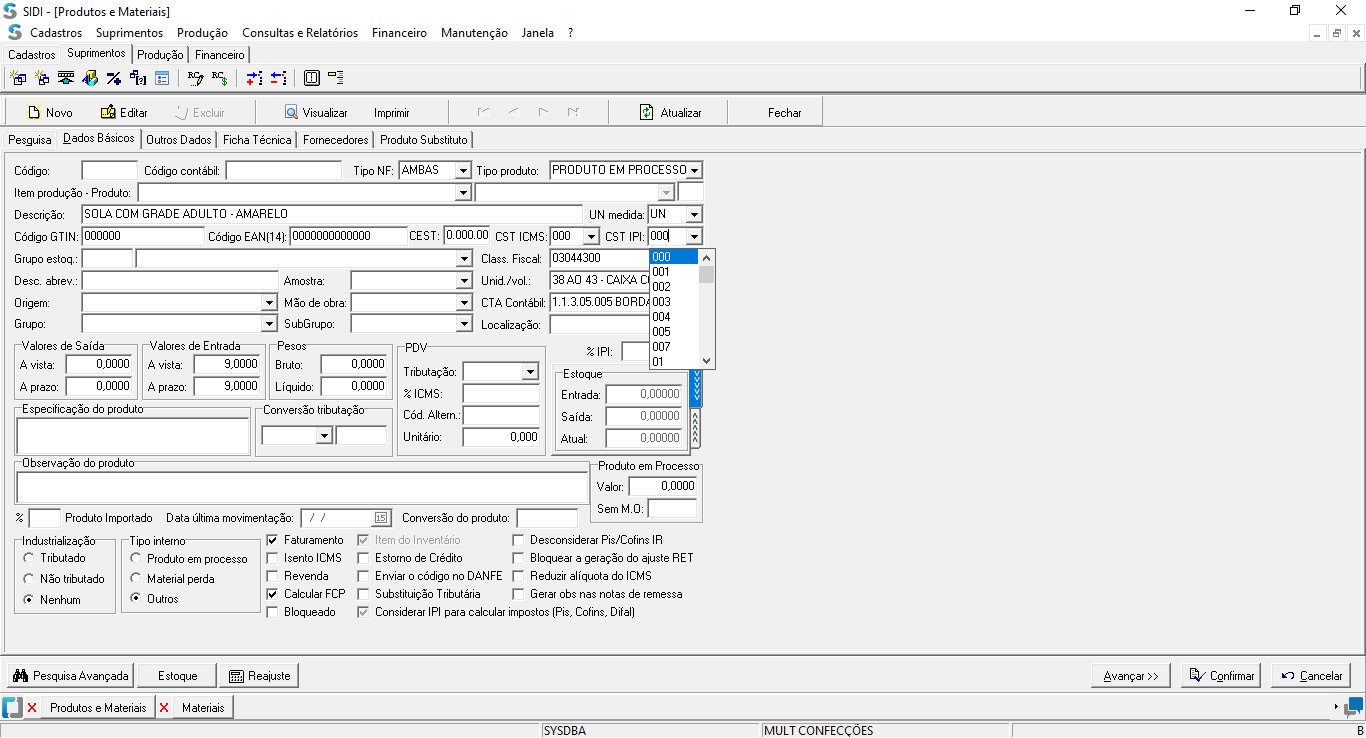 SIDI - [Produtos e Materiais]
Cadastros Suprimentos Produção Consultas e Relatórios Financeiro Manutenção Janela ?
Cadastros Suprimentos Produção Financeiro
Novo Editar Excluir Visualizar Imprimir Atualizar Fechar
Pesquisa Dados Básicos Outros Dados Ficha Técnica Fornecedores Produto Substituto
Código: Código contábil: Tipo NF: AMBAS Tipo produto: PRODUTO EM PROCESSO
Item produção - Produto:
Descrição: SOLA COM GRADE ADULTO - AMARELO UN medida: UN
Código GTIN: 000000 Código EAN(14): 0000000000000 CEST: 0.000.00 CST ICMS: 000 CST IPI: 000
Grupo estoq.: Class. Fiscal: 03044300 000
001
Desc. abrev.: Amostra: Unid./vol.: 38 AO 43 - CAIXA C 002
Origem: Mão de obra: CTA Contábil: 1.1.3.05.005 BORDA 003
004
Grupo: SubGrupo: Localização: 005
007
01
Valores de Saída Valores de Entrada Pesos PDV % IPI:
A vista: 0,0000 A vista: 9,0000 Bruto: 0,0000 Tributação: Estoque
A prazo: 0,0000 A prazo: 9,0000 Líquido: 0,0000 % ICMS: Entrada: 0,00000
Especificação do produto Conversão tributação Cód. Altern.: Saída: 0,00000
Unitário: 0,000 Atual: 0,00000
Observação do produto Produto em Processo
Valor: 0,0000
Sem M.O:
% Produto Importado Data última movimentação: / / 15 Conversão do produto:
Industrialização Tipo interno Faturamento Item do Inventário Desconsiderar Pis/Cofins IR
Tributado Produto em processo Isento ICMS Estorno de Crédito Bloquear a geração do ajuste RET
Não tributado Material perda Revenda Enviar o código no DANFE Reduzir alíquota do ICMS
Nenhum Outros Calcular FCP Substituição Tributária Gerar obs nas notas de remessa
Bloqueado Considerar IPI para calcular impostos (Pis, Cofins, Difal)
Pesquisa Avançada Estoque Reajuste Avançar >> Confirmar Cancelar
Produtos e Materiais Materiais
SYSDBA MULT CONFECÇÕES B